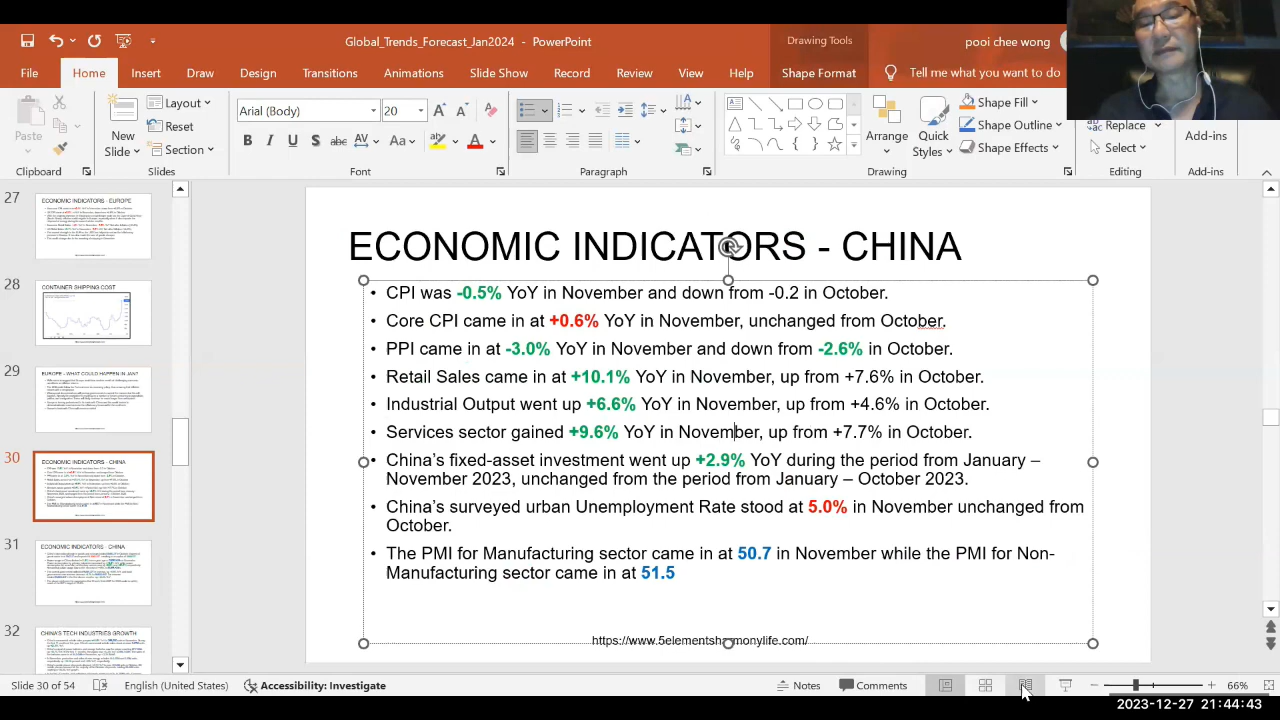 Global_Trends_Forecast_Jan2024 - PowerPoint
Drawing Tools
pooi chee wong
File Home Insert Draw Design Transitions Animations Slide Show Record Review View Help Shape Format Tell me what you want to do
Paste
Clipboard
New Slide
Layout
Reset
Section
Slides
Arial (Body) 20
B I U S abc AV Aa
Font
Paragraph
Arrange
Quick Styles
Shape Fill
Shape Outline
Shape Effects
Drawing
Replace
Select
Editing
Add-ins
Add-ins
27
ECONOMIC INDICATORS - EUROPE
28
CONTAINER SHIPPING COST
29
EUROPE - WHAT COULD HAPPEN IN JAN?
30
ECONOMIC INDICATORS - CHINA
31
ECONOMIC INDICATORS - CHINA
32
CHINA'S TECH INDUSTRIES GROWTH
ECONOMIC INDICATORS - CHINA
• CPI was -0.5% YoY in November and down from -0.2 in October.
• Core CPI came in at +0.6% YoY in November, unchanged from October.
• PPI came in at -3.0% YoY in November and down from -2.6% in October.
• Retail Sales came in at +10.1% YoY in November, up from +7.6% in October.
• Industrial Output went up +6.6% YoY in November, up from +4.6% in October.
• Services sector gained +9.6% YoY in November, up from +7.7% in October.
• China's fixed-asset investment went up +2.9% YoY during the period from January –
November 2023, unchanged from the period from January – October 2023.
• China's surveyed urban Unemployment Rate stood at 5.0% in November unchanged from
October.
• The PMI for Manufacturing sector came in at 50.7 in November while the PMI for Non-
Manufacturing sector came in at 51.5
Slide 30 of 54 English (United States) Accessibility: Investigate Notes Comments 66%
2023-12-27 21:44:43